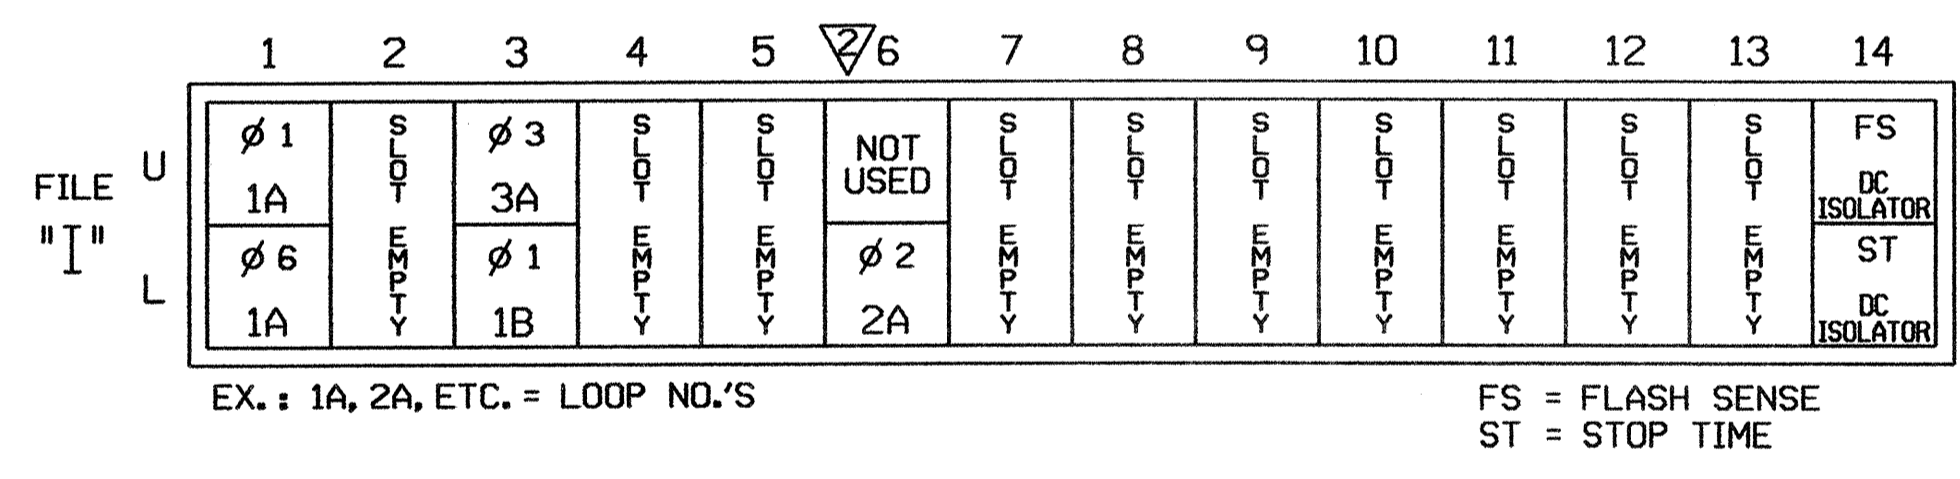 1 2 3 4 5 2 6 7 8 9 10 11 12 13 14
FILE "I"
U
L
Ø 1
1A
Ø 6
1A
SLOT EMPTY
Ø 3
3A
Ø 1
1B
SLOT EMPTY
SLOT EMPTY
NOT
USED
Ø 2
2A
SLOT EMPTY
SLOT EMPTY
SLOT EMPTY
SLOT EMPTY
SLOT EMPTY
SLOT EMPTY
SLOT EMPTY
FS
DC
ISOLATOR
ST
DC
ISOLATOR
EX.: 1A, 2A, ETC. = LOOP NO.'S
FS = FLASH SENSE
ST = STOP TIME